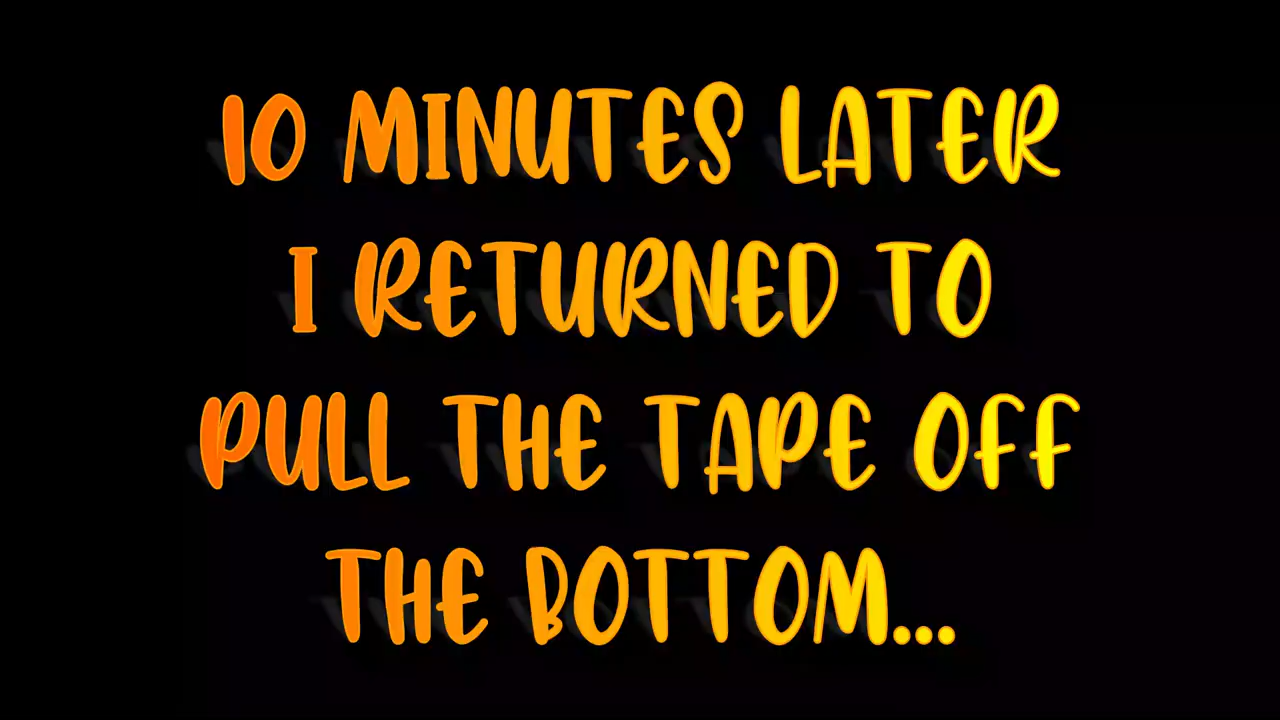 10 MINUTES LATER
I RETURNED TO
PULL THE TAPE OFF
THE BOTTOM...